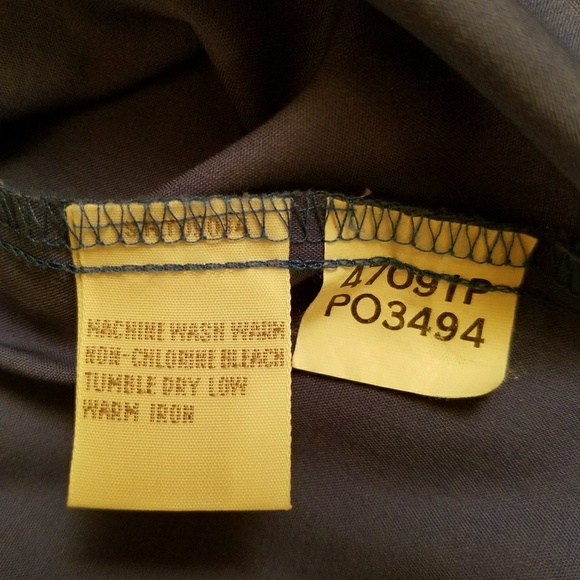 MACHINE WASH WARM
NON-CHLORINE BLEACH
TUMBLE DRY LOW
WARM IRON
47091P
PO3494